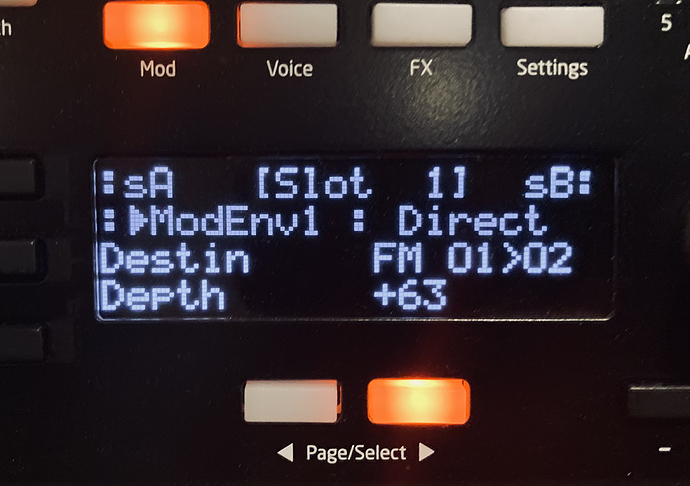 Mod Voice FX Settings
5
:sA [Slot 1] sB:
:▶ModEnv1 : Direct
Destin FM O1>O2
Depth +63
◀ Page/Select ▶
-